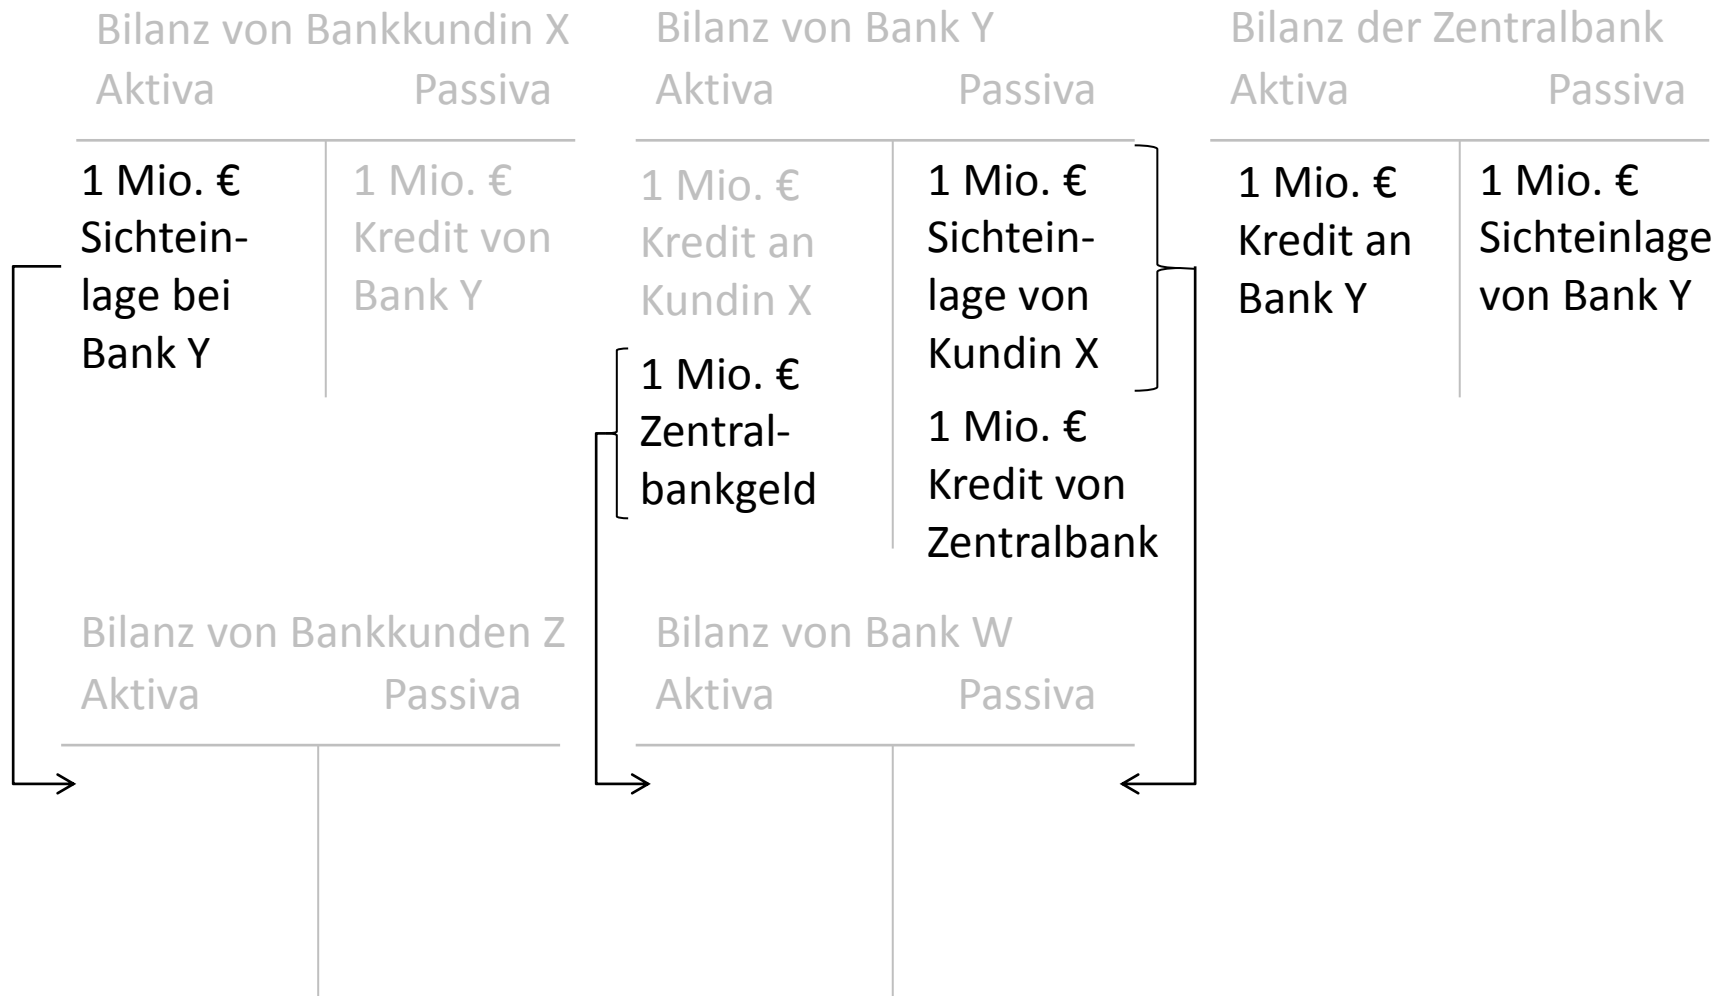 Bilanz von Bankkundin X
Aktiva Passiva
1 Mio. €
Sichtein-
lage bei
Bank Y
1 Mio. €
Kredit von
Bank Y
Bilanz von Bank Y
Aktiva Passiva
1 Mio. €
Kredit an
Kundin X
1 Mio. €
Zentral-
bankgeld
1 Mio. €
Sichtein-
lage von
Kundin X
1 Mio. €
Kredit von
Zentralbank
Bilanz der Zentralbank
Aktiva Passiva
1 Mio. €
Kredit an
Bank Y
1 Mio. €
Sichteinlage
von Bank Y
Bilanz von Bankkunden Z
Aktiva Passiva
Bilanz von Bank W
Aktiva Passiva